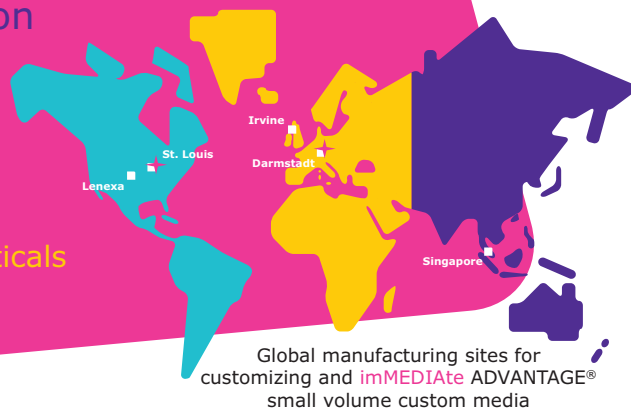 on
Irvine
St. Louis
Darmstadt
Lenexa
ticals
Singapore
Global manufacturing sites for
customizing and imMEDIAte ADVANTAGE®
small volume custom media